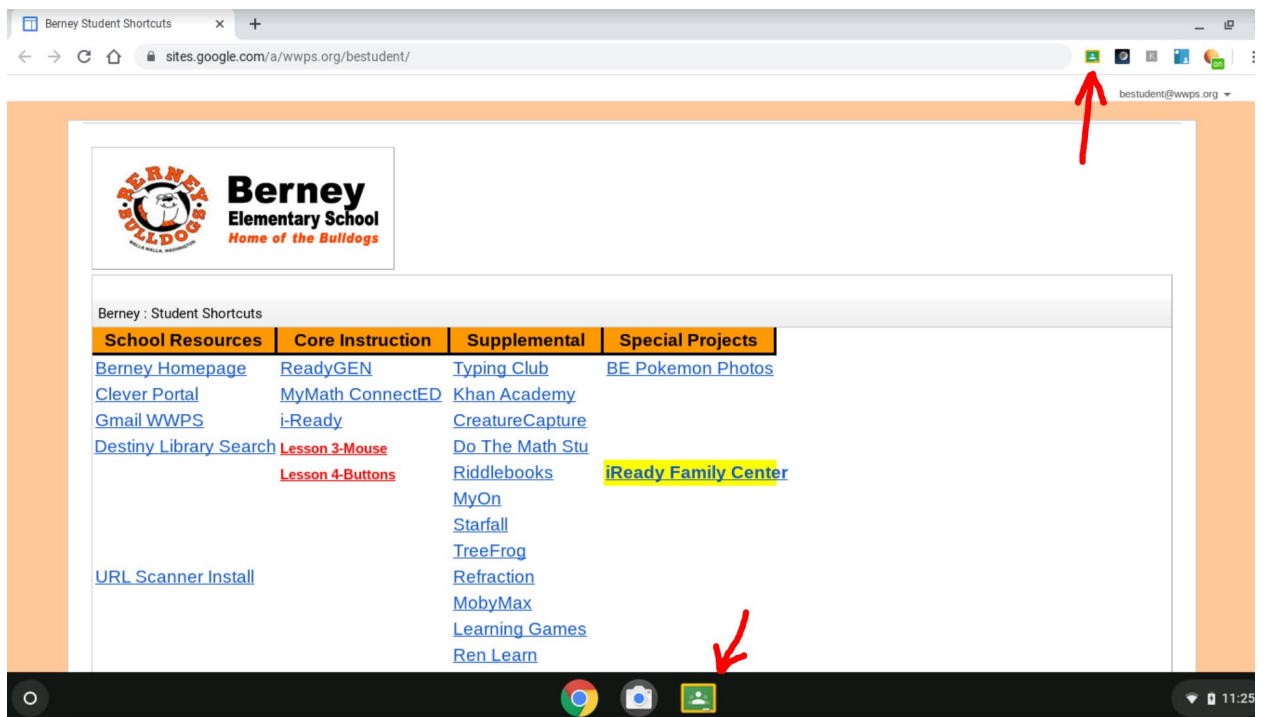 Berney Student Shortcuts
sites.google.com/a/wwps.org/bestudent/
K
on
bestudent@wwps.org
BERNEY
BULLDOGS
WALLA WALLA, WASHINGTON
Berney
Elementary School
Home of the Bulldogs
Berney : Student Shortcuts
School Resources Core Instruction Supplemental Special Projects
Berney Homepage ReadyGEN Typing Club BE Pokemon Photos
Clever Portal MyMath ConnectED Khan Academy
Gmail WWPS i-Ready CreatureCapture
Destiny Library Search Lesson 3-Mouse Do The Math Stu
Lesson 4-Buttons Riddlebooks iReady Family Center
MyOn
Starfall
TreeFrog
URL Scanner Install Refraction
MobyMax
Learning Games
Ren Learn
11:25